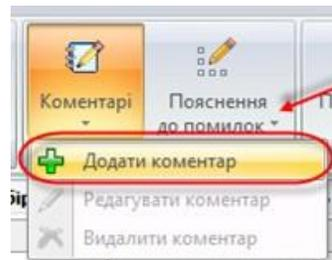 Коментарі
Пояснення
до помилок
Додати коментар
Редагувати коментар
Видалити коментар